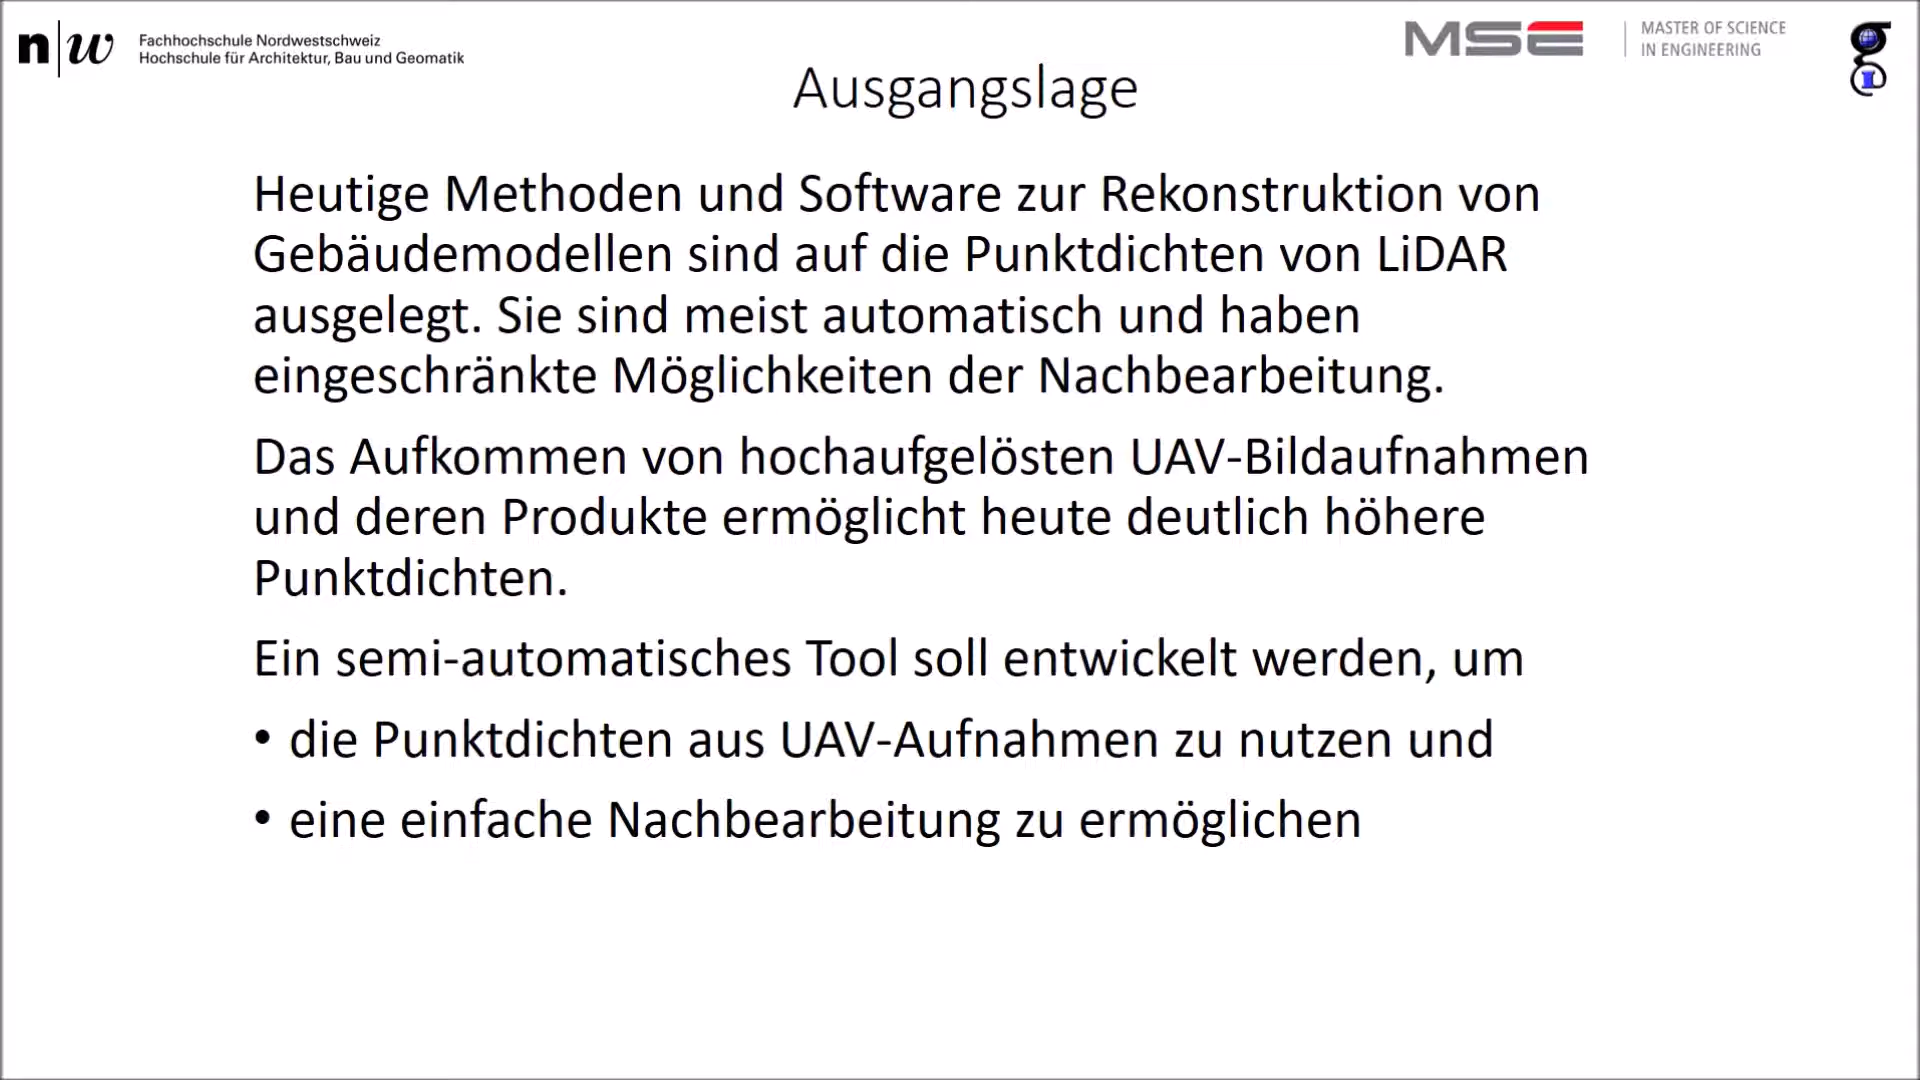 n|w Fachhochschule Nordwestschweiz
Hochschule für Architektur, Bau und Geomatik
MSE MASTER OF SCIENCE
IN ENGINEERING
Ausgangslage
Heutige Methoden und Software zur Rekonstruktion von
Gebäudemodellen sind auf die Punktdichten von LiDAR
ausgelegt. Sie sind meist automatisch und haben
eingeschränkte Möglichkeiten der Nachbearbeitung.
Das Aufkommen von hochaufgelösten UAV-Bildaufnahmen
und deren Produkte ermöglicht heute deutlich höhere
Punktdichten.
Ein semi-automatisches Tool soll entwickelt werden, um
• die Punktdichten aus UAV-Aufnahmen zu nutzen und
• eine einfache Nachbearbeitung zu ermöglichen